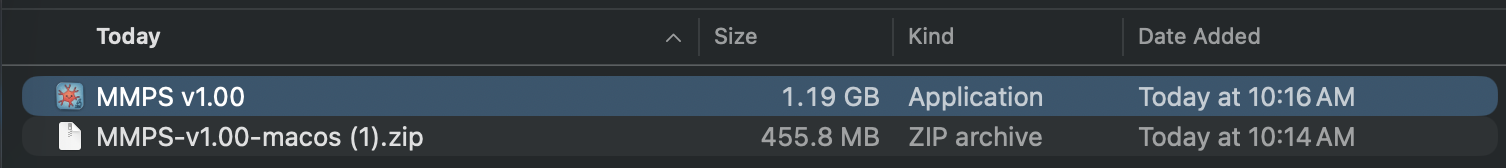 Today Size Kind Date Added
MMPS v1.00 1.19 GB Application Today at 10:16 AM
MMPS-v1.00-macos (1).zip 455.8 MB ZIP archive Today at 10:14 AM